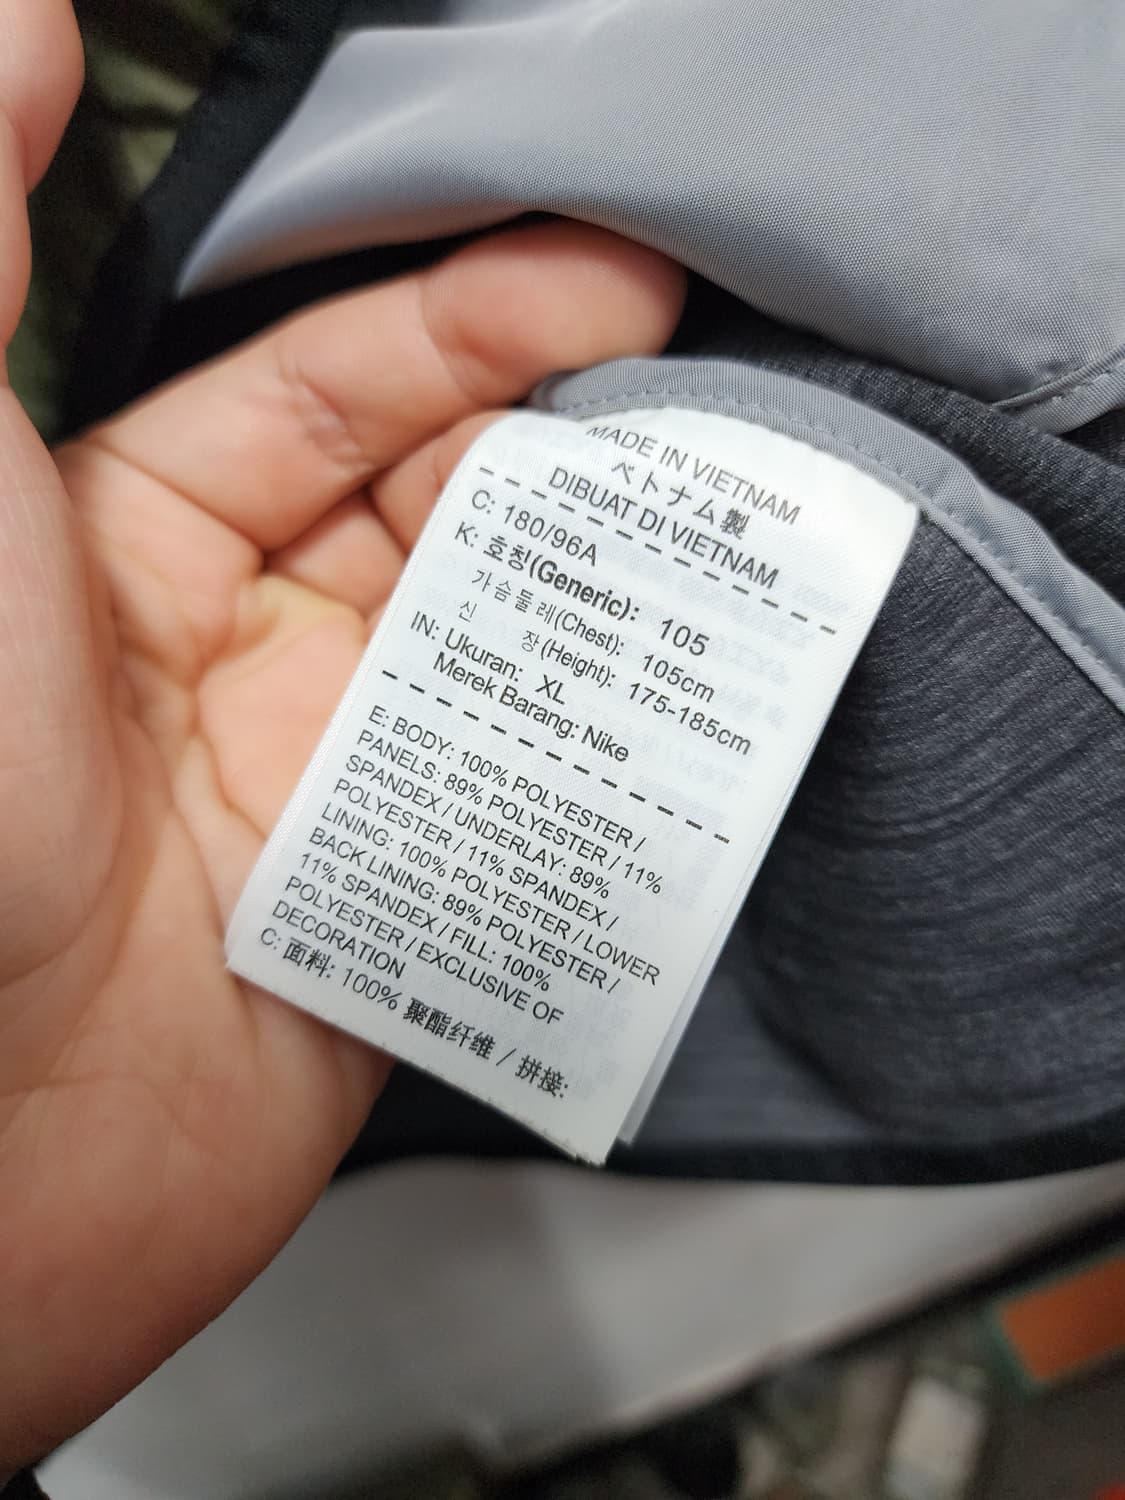 MADE IN VIETNAM
ベトナム製
DIBUAT DI VIETNAM
C: 180/96A
K: 호칭(Generic): 105
가슴둘레(Chest): 105cm
신 장(Height): 175-185cm
IN: Ukuran: XL
Merek Barang: Nike
E: BODY: 100% POLYESTER /
PANELS: 89% POLYESTER / 11%
SPANDEX / UNDERLAY: 89%
POLYESTER / 11% SPANDEX /
LINING: 100% POLYESTER / LOWER
BACK LINING: 89% POLYESTER /
11% SPANDEX / FILL: 100%
POLYESTER / EXCLUSIVE OF
DECORATION
C: 面料: 100% 聚酯纤维 / 拼接: